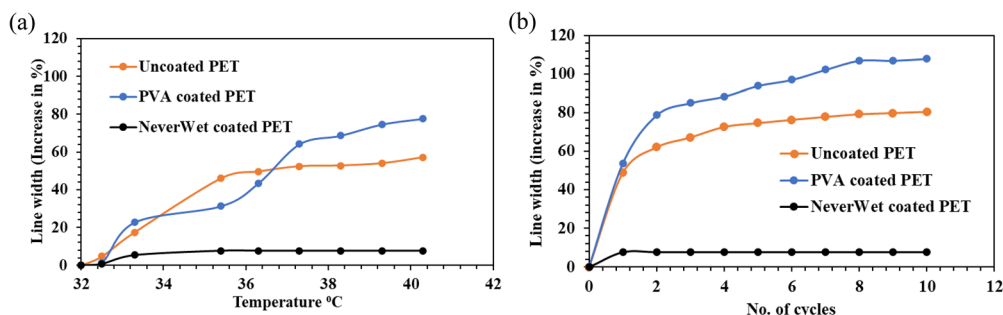 (a)
Line width (Increase in %)
120
100
80
60
40
20
0
Uncoated PET
PVA coated PET
NeverWet coated PET
32 34 36 38 40 42
Temperature ⁰C
(b)
Line width (increase in %)
120
100
80
60
40
20
0
Uncoated PET
PVA coated PET
NeverWet coated PET
0 2 4 6 8 10 12
No. of cycles